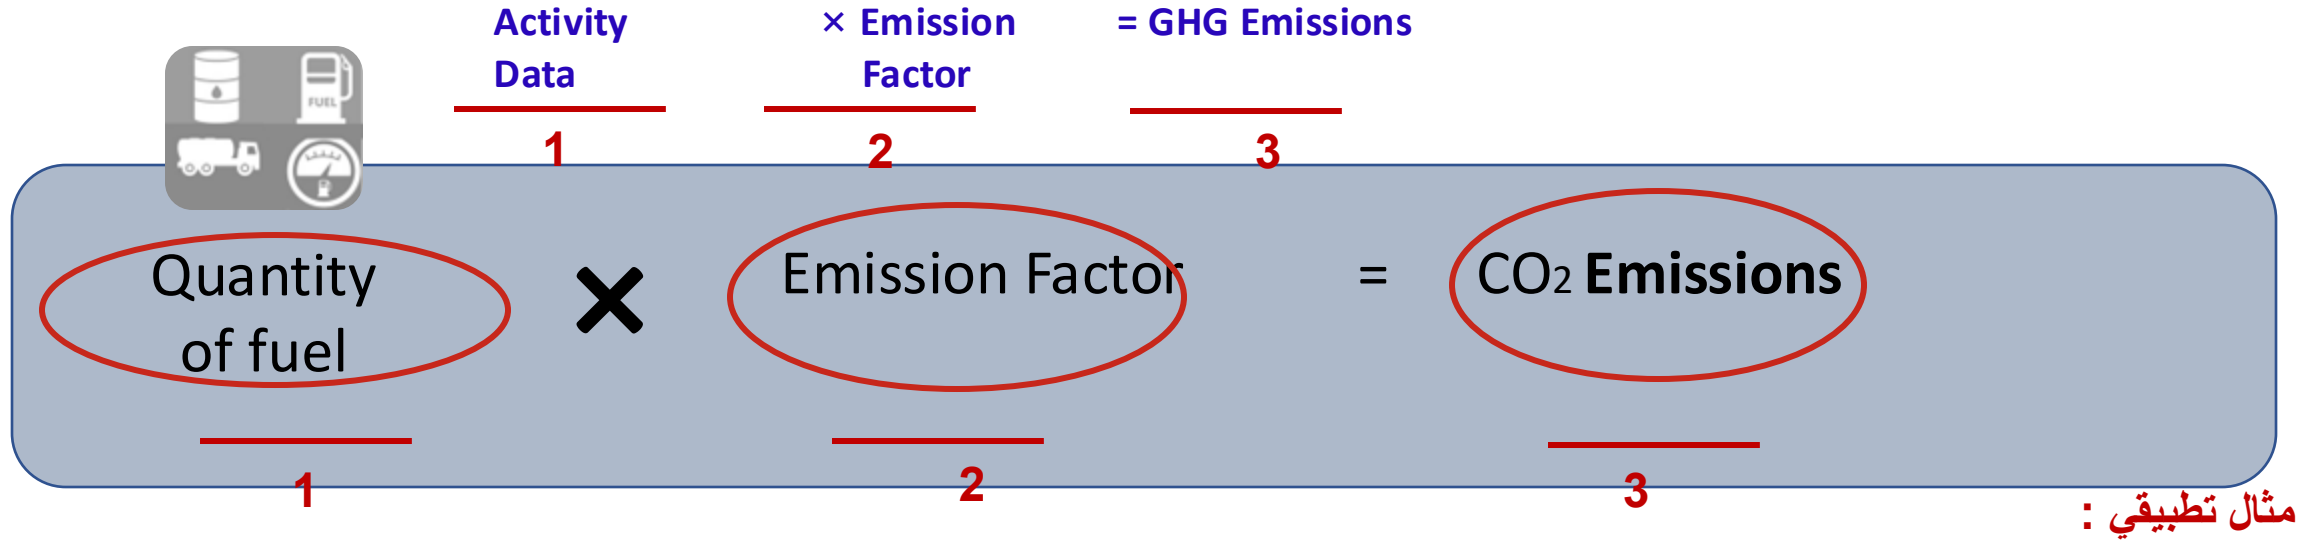 Activity Data × Emission Factor = GHG Emissions
1 2 3
FUEL
Quantity of fuel × Emission Factor = CO2 Emissions
1 2 3
مثال تطبيقي :